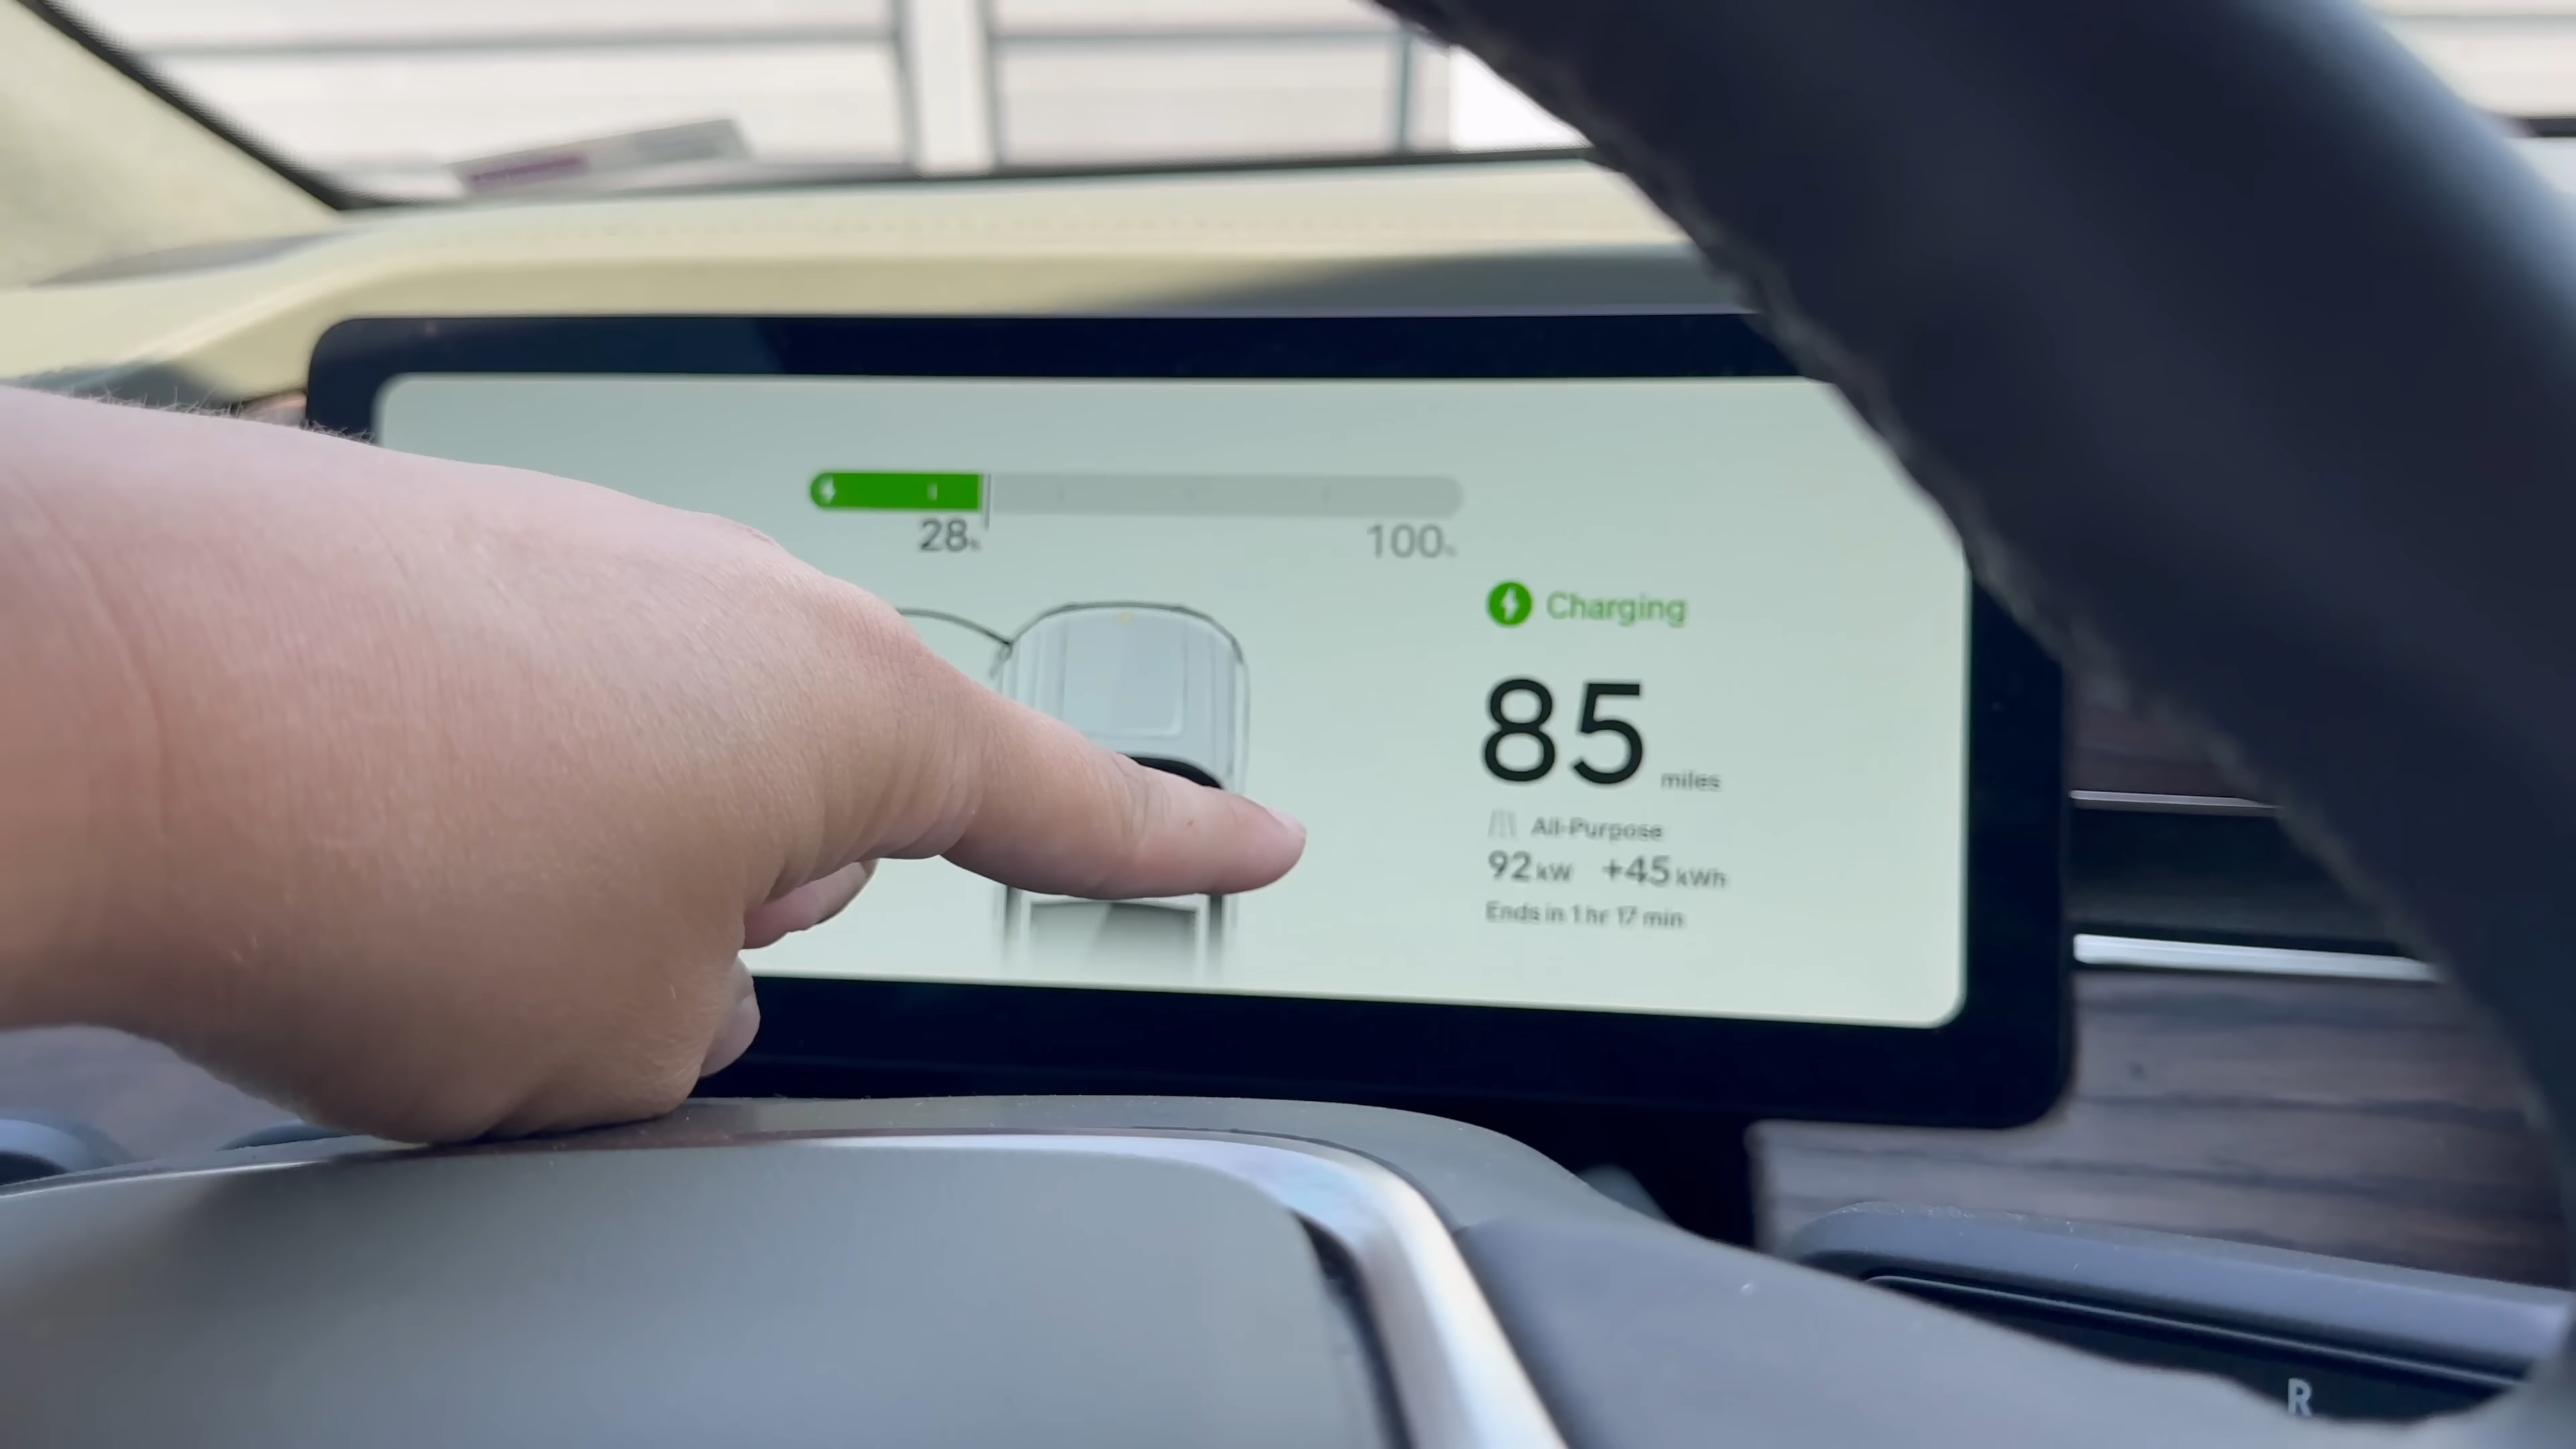 28%
100%
Charging
85 miles
All-Purpose
92 kW +45 kWh
Ends in 1 hr 17 min
R